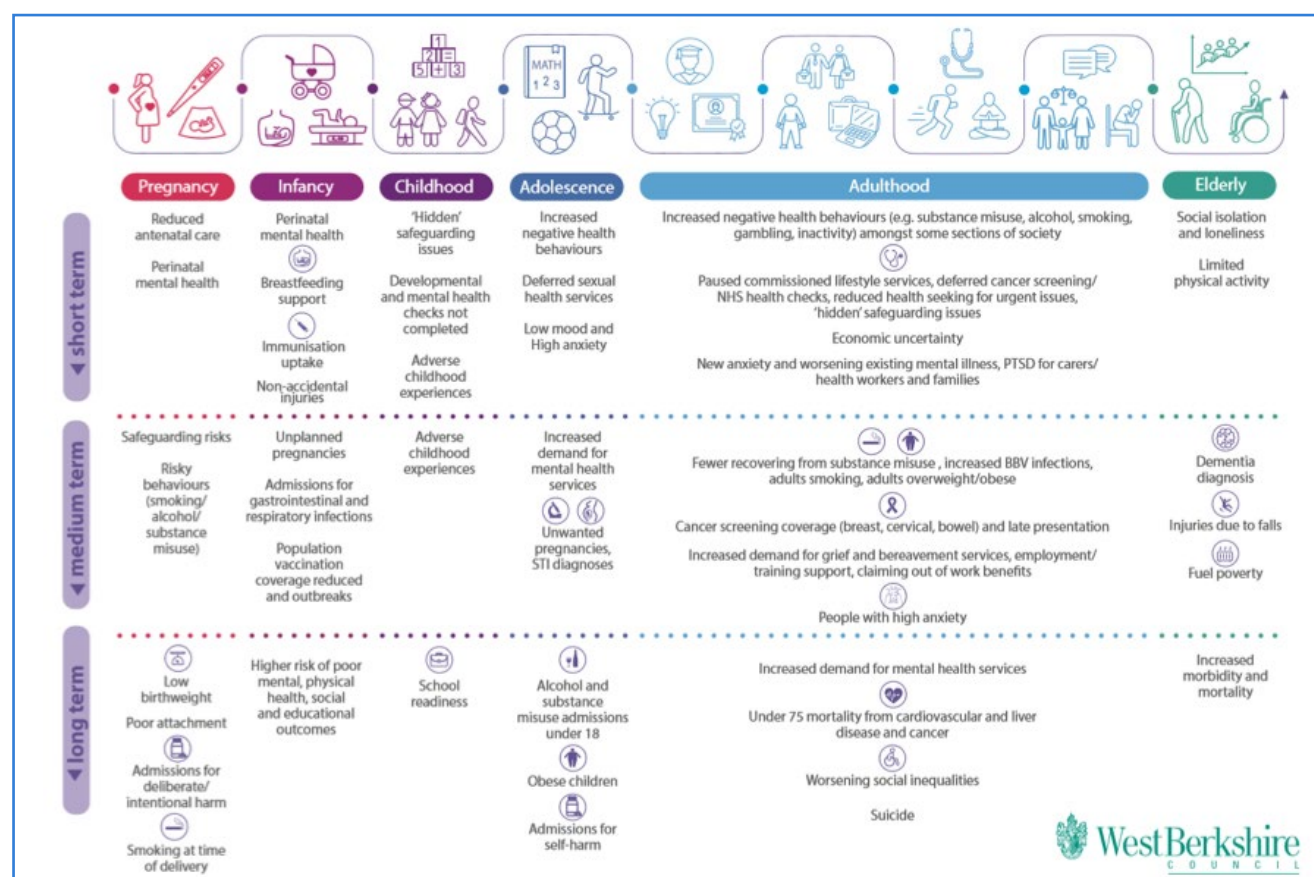 1
2 =
5 + 3
MATH
1 2 3
Pregnancy
Infancy
Childhood
Adolescence
Adulthood
Elderly
short term
Reduced
antenatal care
Perinatal
mental health
Perinatal
mental health
Breastfeeding
support
Immunisation
uptake
Non-accidental
injuries
'Hidden'
safeguarding
issues
Developmental
and mental health
checks not
completed
Adverse
childhood
experiences
Increased
negative health
behaviours
Deferred sexual
health services
Low mood and
High anxiety
Increased negative health behaviours (e.g. substance misuse, alcohol, smoking,
gambling, inactivity) amongst some sections of society
Paused commissioned lifestyle services, deferred cancer screening/
NHS health checks, reduced health seeking for urgent issues,
'hidden' safeguarding issues
Economic uncertainty
New anxiety and worsening existing mental illness, PTSD for carers/
health workers and families
Social isolation
and loneliness
Limited
physical activity
medium term
Safeguarding risks
Risky
behaviours
(smoking/
alcohol/
substance
misuse)
Unplanned
pregnancies
Admissions for
gastrointestinal and
respiratory infections
Population
vaccination
coverage reduced
and outbreaks
Adverse
childhood
experiences
Increased
demand for
mental health
services
Unwanted
pregnancies,
STI diagnoses
Fewer recovering from substance misuse , increased BBV infections,
adults smoking, adults overweight/obese
Cancer screening coverage (breast, cervical, bowel) and late presentation
Increased demand for grief and bereavement services, employment/
training support, claiming out of work benefits
People with high anxiety
Dementia
diagnosis
Injuries due to falls
Fuel poverty
long term
Low
birthweight
Poor attachment
Admissions for
deliberate/
intentional harm
Smoking at time
of delivery
Higher risk of poor
mental, physical
health, social
and educational
outcomes
School
readiness
Alcohol and
substance
misuse admissions
under 18
Obese children
Admissions for
self-harm
Increased demand for mental health services
Under 75 mortality from cardiovascular and liver
disease and cancer
Worsening social inequalities
Suicide
Increased
morbidity and
mortality
West Berkshire
COUNCIL